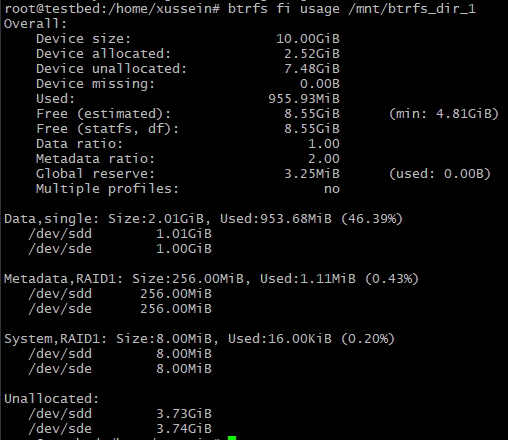 root@testbed:/home/xussein# btrfs fi usage /mnt/btrfs_dir_1
Overall:
    Device size:                  10.00GiB
    Device allocated:              2.52GiB
    Device unallocated:            7.48GiB
    Device missing:                  0.00B
    Used:                        955.93MiB
    Free (estimated):              8.55GiB      (min: 4.81GiB)
    Free (statfs, df):             8.55GiB
    Data ratio:                       1.00
    Metadata ratio:                   2.00
    Global reserve:                3.25MiB      (used: 0.00B)
    Multiple profiles:                  no
Data,single: Size:2.01GiB, Used:953.68MiB (46.39%)
   /dev/sdd        1.01GiB
   /dev/sde        1.00GiB
Metadata,RAID1: Size:256.00MiB, Used:1.11MiB (0.43%)
   /dev/sdd      256.00MiB
   /dev/sde      256.00MiB
System,RAID1: Size:8.00MiB, Used:16.00KiB (0.20%)
   /dev/sdd        8.00MiB
   /dev/sde        8.00MiB
Unallocated:
   /dev/sdd        3.73GiB
   /dev/sde        3.74GiB